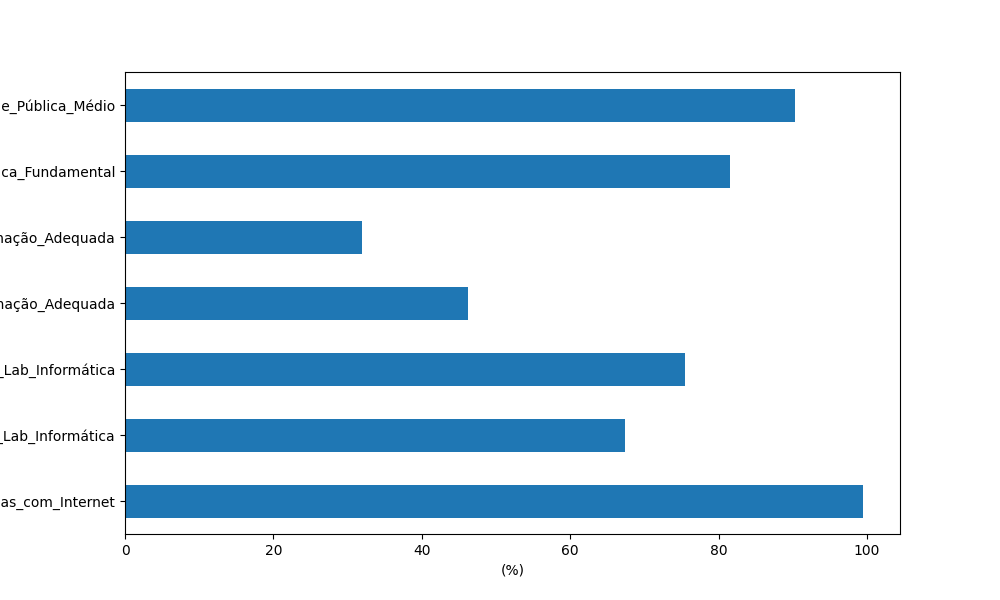 e_Pública_Médio
ca_Fundamental
nação_Adequada
nação_Adequada
_Lab_Informática
_Lab_Informática
as_com_Internet
0 20 40 60 80 100
(%)